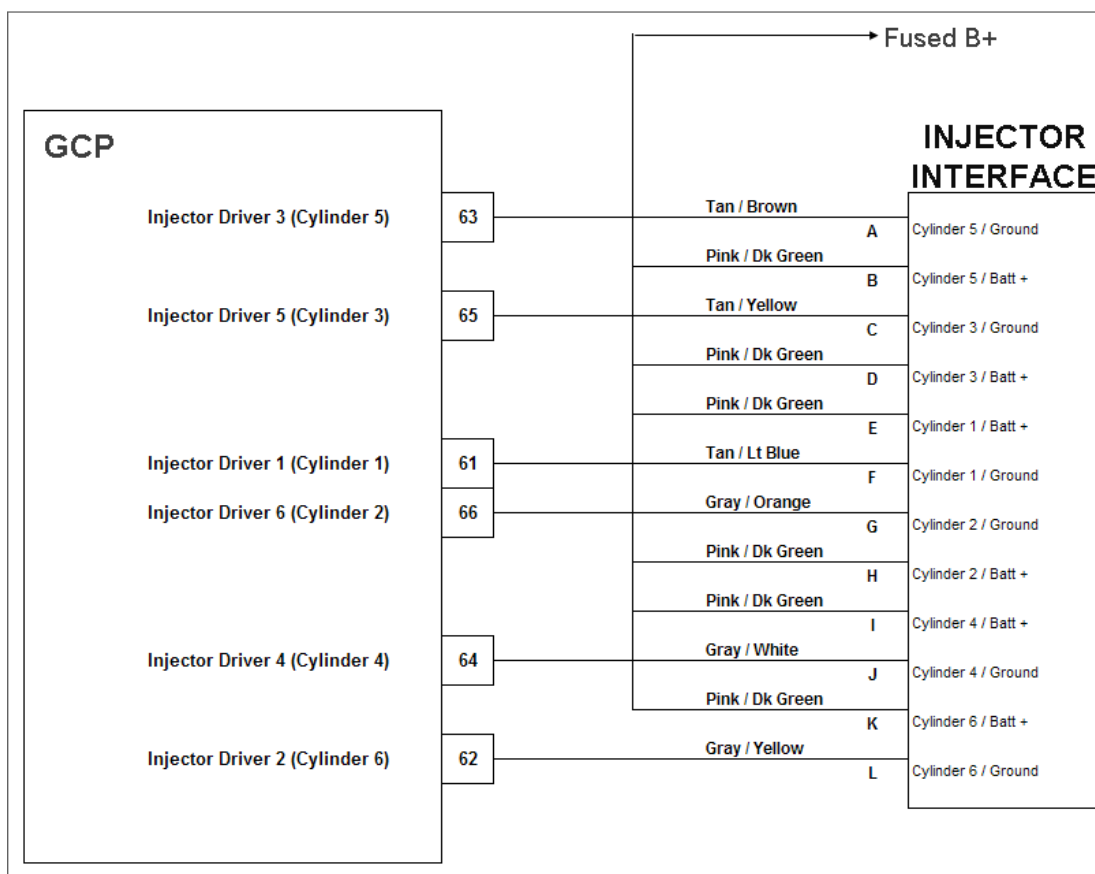 Fused B+
GCP
INJECTOR
INTERFACE
Injector Driver 3 (Cylinder 5) 63 Tan / Brown
A Cylinder 5 / Ground
Pink / Dk Green
B Cylinder 5 / Batt +
Injector Driver 5 (Cylinder 3) 65 Tan / Yellow
C Cylinder 3 / Ground
Pink / Dk Green
D Cylinder 3 / Batt +
Pink / Dk Green
E Cylinder 1 / Batt +
Injector Driver 1 (Cylinder 1) 61 Tan / Lt Blue
F Cylinder 1 / Ground
Injector Driver 6 (Cylinder 2) 66 Gray / Orange
G Cylinder 2 / Ground
Pink / Dk Green
H Cylinder 2 / Batt +
Pink / Dk Green
I Cylinder 4 / Batt +
Injector Driver 4 (Cylinder 4) 64 Gray / White
J Cylinder 4 / Ground
Pink / Dk Green
K Cylinder 6 / Batt +
Injector Driver 2 (Cylinder 6) 62 Gray / Yellow
L Cylinder 6 / Ground